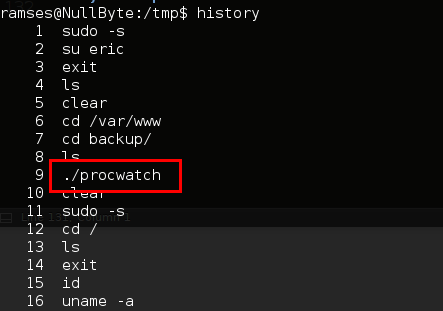 ramses@NullByte:/tmp$ history
1 sudo -s
2 su eric
3 exit
4 ls
5 clear
6 cd /var/www
7 cd backup/
8 ls
9 ./procwatch
10 clear
11 sudo -s
12 cd /
13 ls
14 exit
15 id
16 uname -a